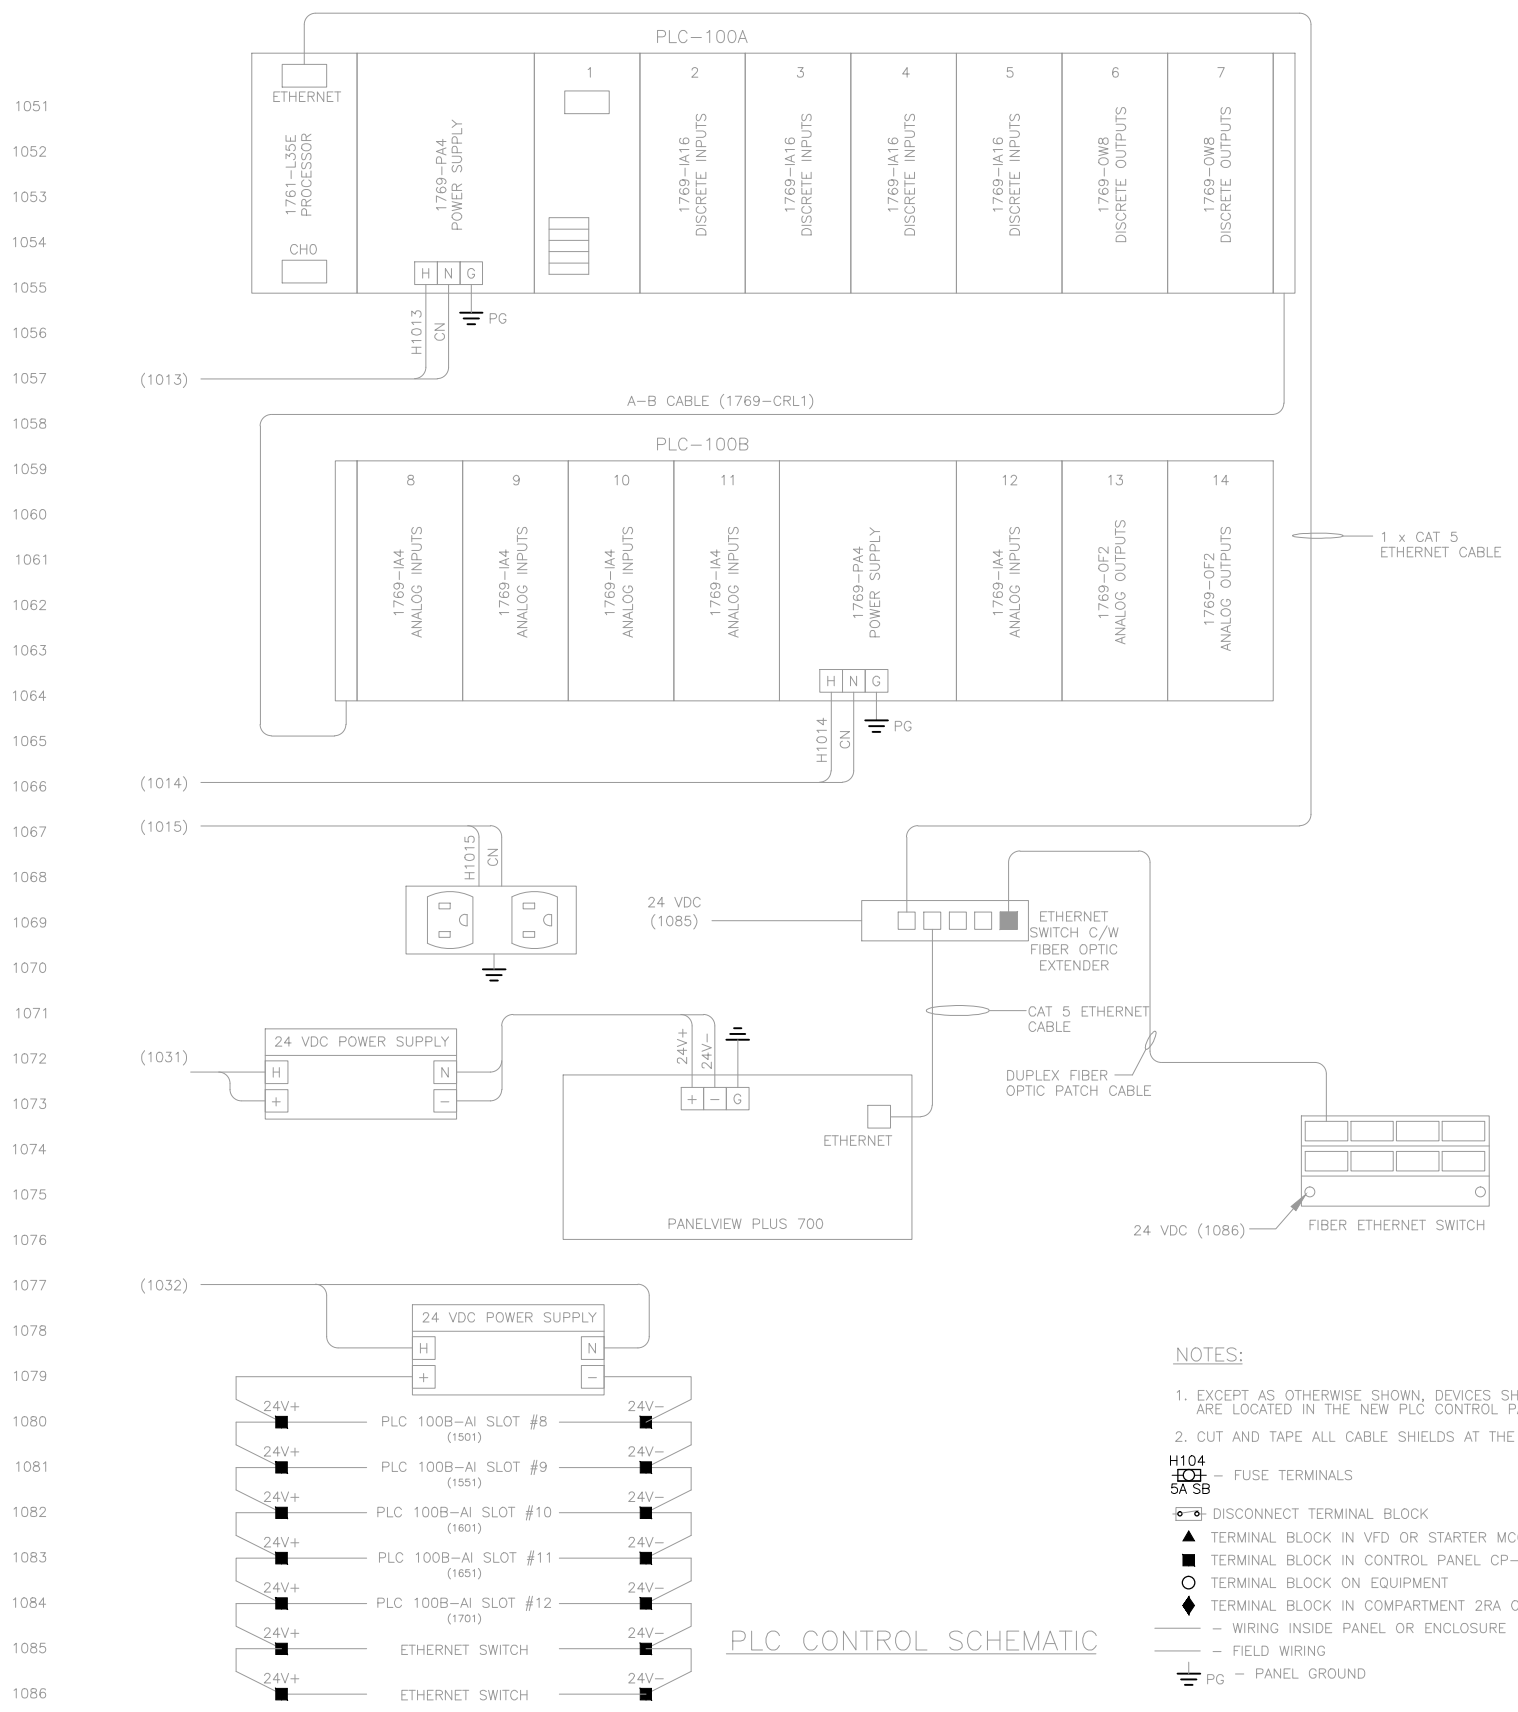 PLC-100A
ETHERNET
1761-L35E
PROCESSOR
CH0
1769-PA4
POWER SUPPLY
H N G
1
2
1769-IA16
DISCRETE INPUTS
3
1769-IA16
DISCRETE INPUTS
4
1769-IA16
DISCRETE INPUTS
5
1769-IA16
DISCRETE INPUTS
6
1769-OW8
DISCRETE OUTPUTS
7
1769-OW8
DISCRETE OUTPUTS
1051
1052
1053
1054
1055
1056
1057
1058
1059
1060
1061
1062
1063
1064
1065
1066
1067
1068
1069
1070
1071
1072
1073
1074
1075
1076
1077
1078
1079
1080
1081
1082
1083
1084
1085
1086
H1013
CN
PG
(1013)
A-B CABLE (1769-CRL1)
PLC-100B
8
1769-IA4
ANALOG INPUTS
9
1769-IA4
ANALOG INPUTS
10
1769-IA4
ANALOG INPUTS
11
1769-IA4
ANALOG INPUTS
1769-PA4
POWER SUPPLY
H N G
12
1769-IA4
ANALOG INPUTS
13
1769-OF2
ANALOG OUTPUTS
14
1769-OF2
ANALOG OUTPUTS
1 x CAT 5
ETHERNET CABLE
H1014
CN
PG
(1014)
(1015)
H1015
CN
24 VDC
(1085)
ETHERNET
SWITCH C/W
FIBER OPTIC
EXTENDER
CAT 5 ETHERNET
CABLE
DUPLEX FIBER
OPTIC PATCH CABLE
(1031)
24 VDC POWER SUPPLY
H N
+ -
24V+
24V-
+ - G
ETHERNET
PANELVIEW PLUS 700
24 VDC (1086)
FIBER ETHERNET SWITCH
(1032)
24 VDC POWER SUPPLY
H N
+ -
24V+ PLC 100B-AI SLOT #8 24V-
(1501)
24V+ PLC 100B-AI SLOT #9 24V-
(1551)
24V+ PLC 100B-AI SLOT #10 24V-
(1601)
24V+ PLC 100B-AI SLOT #11 24V-
(1651)
24V+ PLC 100B-AI SLOT #12 24V-
(1701)
24V+ ETHERNET SWITCH 24V-
24V+ ETHERNET SWITCH 24V-
PLC CONTROL SCHEMATIC
NOTES:
1. EXCEPT AS OTHERWISE SHOWN, DEVICES SH
ARE LOCATED IN THE NEW PLC CONTROL P
2. CUT AND TAPE ALL CABLE SHIELDS AT THE
H104
5A SB
- FUSE TERMINALS
DISCONNECT TERMINAL BLOCK
TERMINAL BLOCK IN VFD OR STARTER MC
TERMINAL BLOCK IN CONTROL PANEL CP-
TERMINAL BLOCK ON EQUIPMENT
TERMINAL BLOCK IN COMPARTMENT 2RA
- WIRING INSIDE PANEL OR ENCLOSURE
- FIELD WIRING
PG - PANEL GROUND